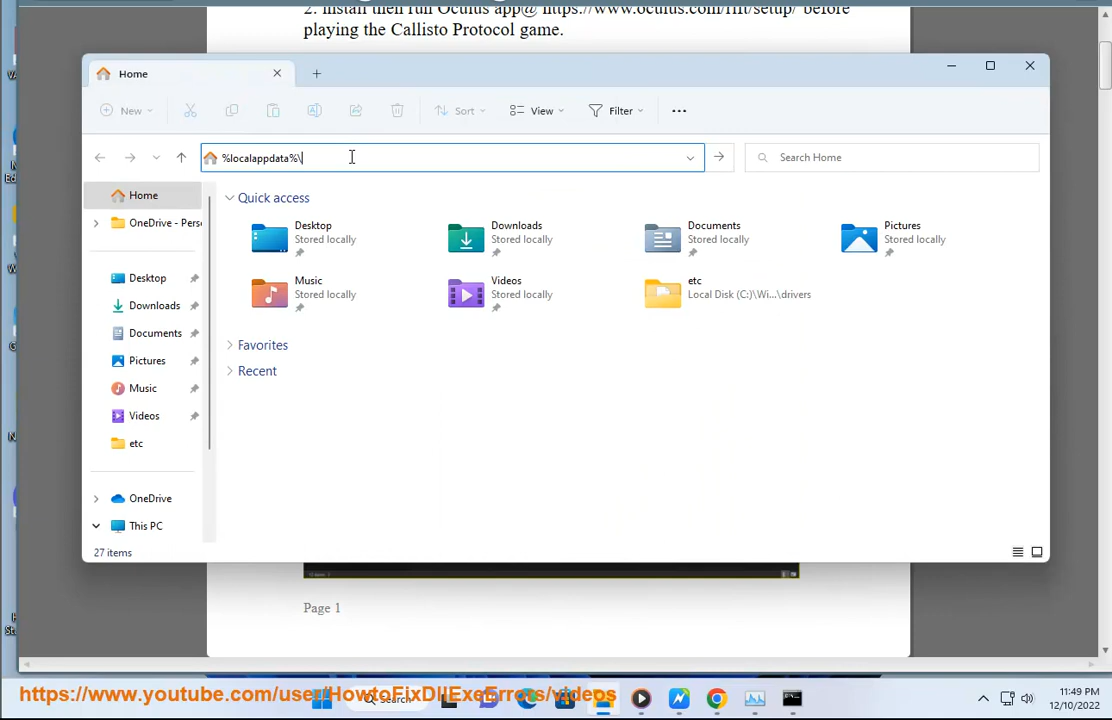 2. Install then run Oculus app@ https://www.oculus.com/rift/setup/ before
playing the Callisto Protocol game.
Home
New
Sort
View
Filter
%localappdata%\
Search Home
Home
OneDrive - Pers
Desktop
Downloads
Documents
Pictures
Music
Videos
etc
OneDrive
This PC
27 items
Quick access
Desktop
Stored locally
Downloads
Stored locally
Documents
Stored locally
Pictures
Stored locally
Music
Stored locally
Videos
Stored locally
etc
Local Disk (C:)\Wi...\drivers
Favorites
Recent
Page 1
https://www.youtube.com/user/HowtoFixDllExeErrors/videos
Search
11:49 PM
12/10/2022